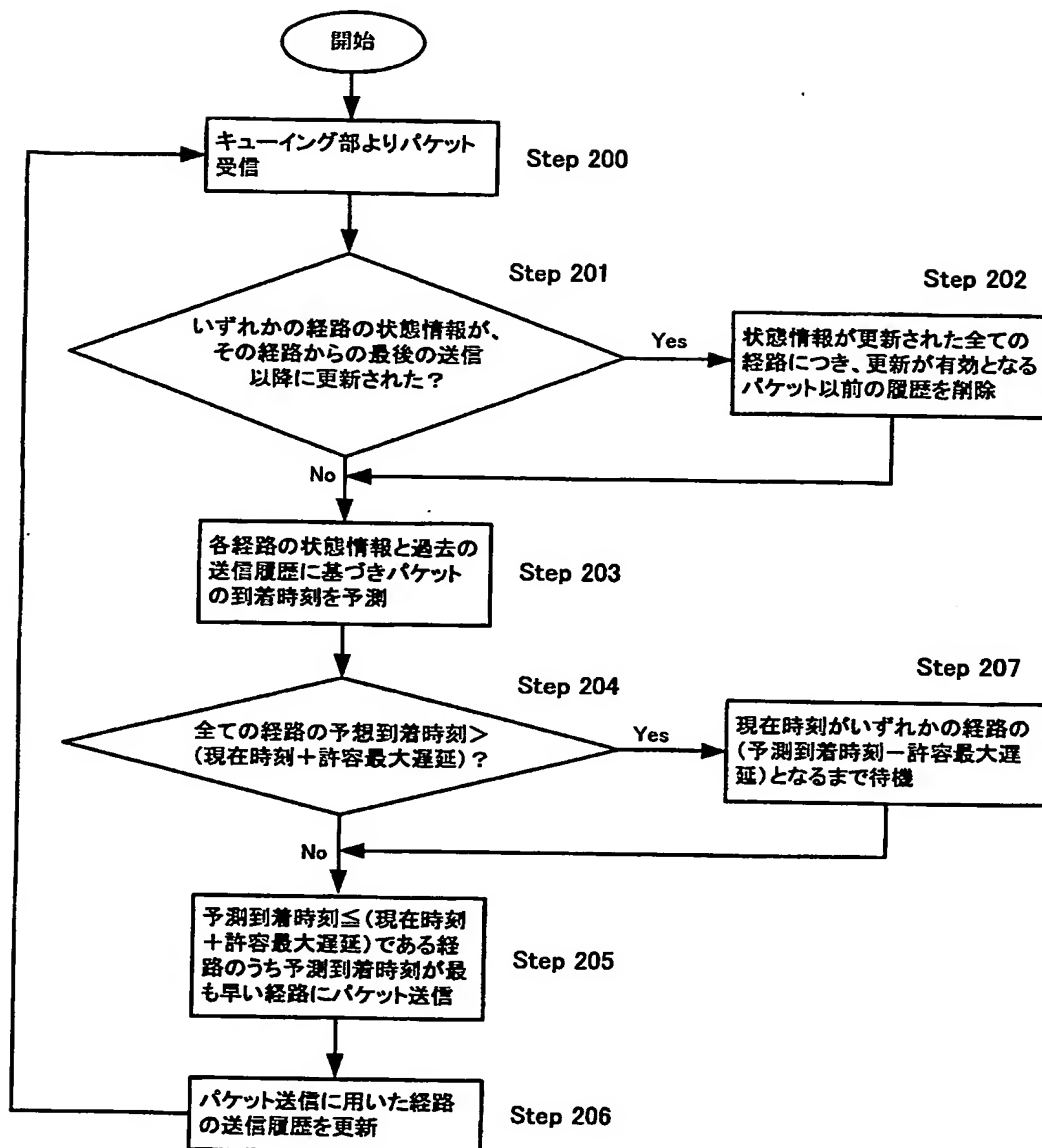 開始
キューイング部よりパケット
受信
Step 200
Step 201
いずれかの経路の状態情報が、
その経路からの最後の送信
以降に更新された？
Yes
Step 202
状態情報が更新された全ての
経路につき、更新が有効となる
パケット以前の履歴を削除
No
各経路の状態情報と過去の
送信履歴に基づきパケット
の到着時刻を予測
Step 203
Step 204
全ての経路の予想到着時刻＞
(現在時刻＋許容最大遅延)？
Yes
Step 207
現在時刻がいずれかの経路の
(予測到着時刻－許容最大遅
延)となるまで待機
No
予測到着時刻≦(現在時刻
＋許容最大遅延)である経
路のうち予測到着時刻が最
も早い経路にパケット送信
Step 205
パケット送信に用いた経路
の送信履歴を更新
Step 206